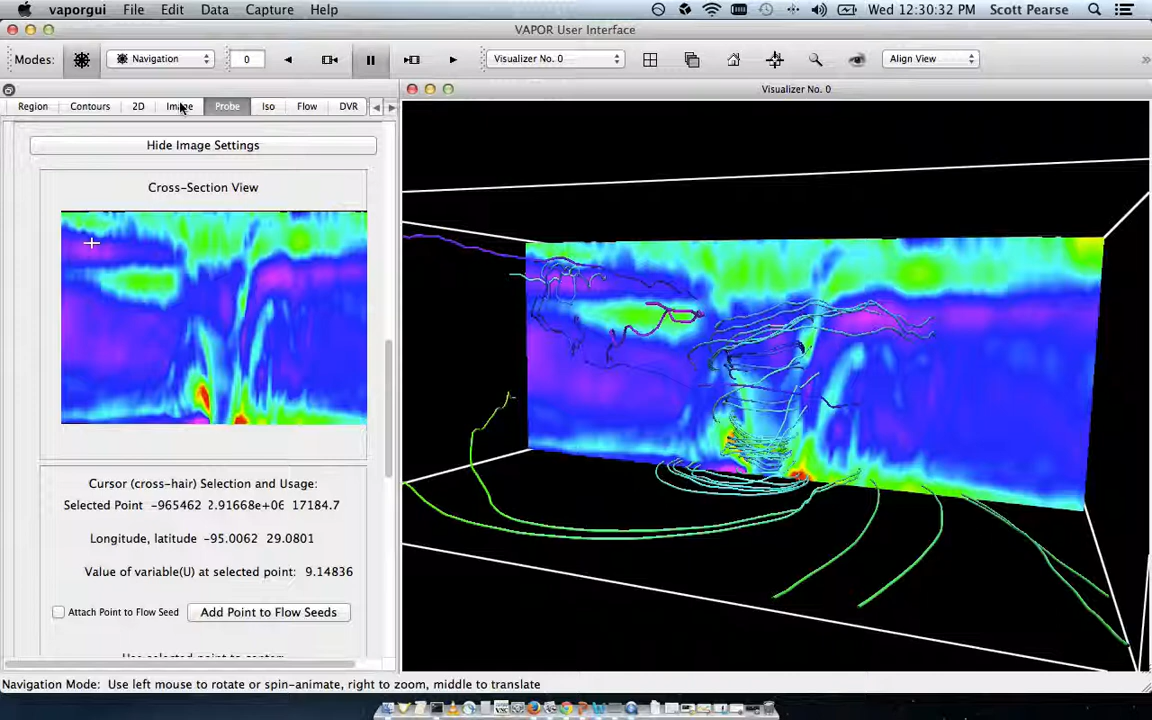 vaporgui File Edit Data Capture Help Wed 12:30:32 PM Scott Pearse
VAPOR User Interface
Modes: Navigation 0 Visualizer No. 0 Align View
Visualizer No. 0
Region Contours 2D Image Probe Iso Flow DVR
Hide Image Settings
Cross-Section View
Cursor (cross-hair) Selection and Usage:
Selected Point -965462 2.91668e+06 17184.7
Longitude, latitude -95.0062 29.0801
Value of variable(U) at selected point: 9.14836
Attach Point to Flow Seed Add Point to Flow Seeds
Navigation Mode: Use left mouse to rotate or spin-animate, right to zoom, middle to translate